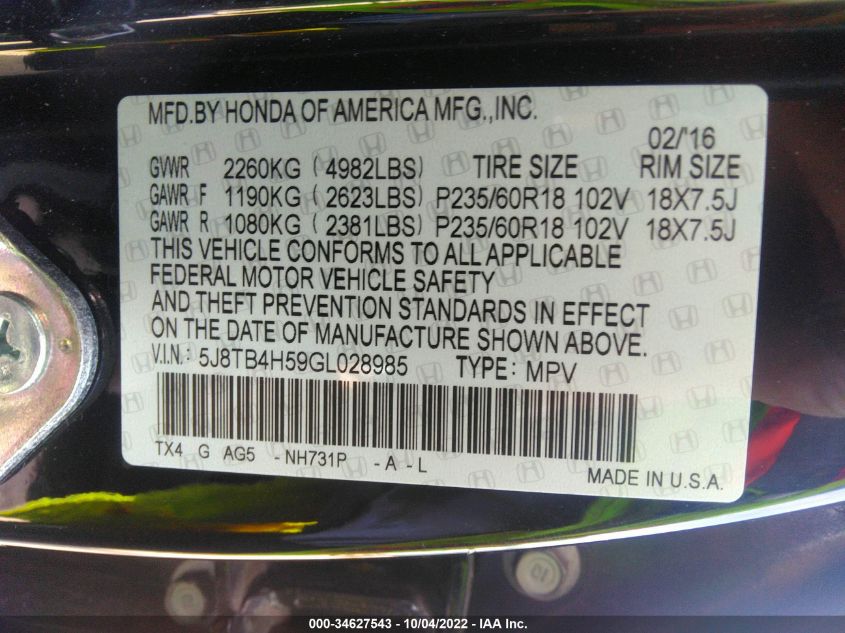 MFD.BY HONDA OF AMERICA MFG.,INC.
02/'16
GVWR 2260KG (4982LBS) TIRE SIZE RIM SIZE
GAWR F 1190KG (2623LBS) P235/60R18 102V 18X7.5J
GAWR R 1080KG (2381LBS) P235/60R18 102V 18X7.5J
THIS VEHICLE CONFORMS TO ALL APPLICABLE
FEDERAL MOTOR VEHICLE SAFETY
AND THEFT PREVENTION STANDARDS IN EFFECT
ON THE DATE OF MANUFACTURE SHOWN ABOVE.
V.I.N.: 5J8TB4H59GL028985 TYPE: MPV
TX4 G AG5 -NH731P -A -L
MADE IN U.S.A.
000-34627543 - 10/04/2022 - IAA Inc.